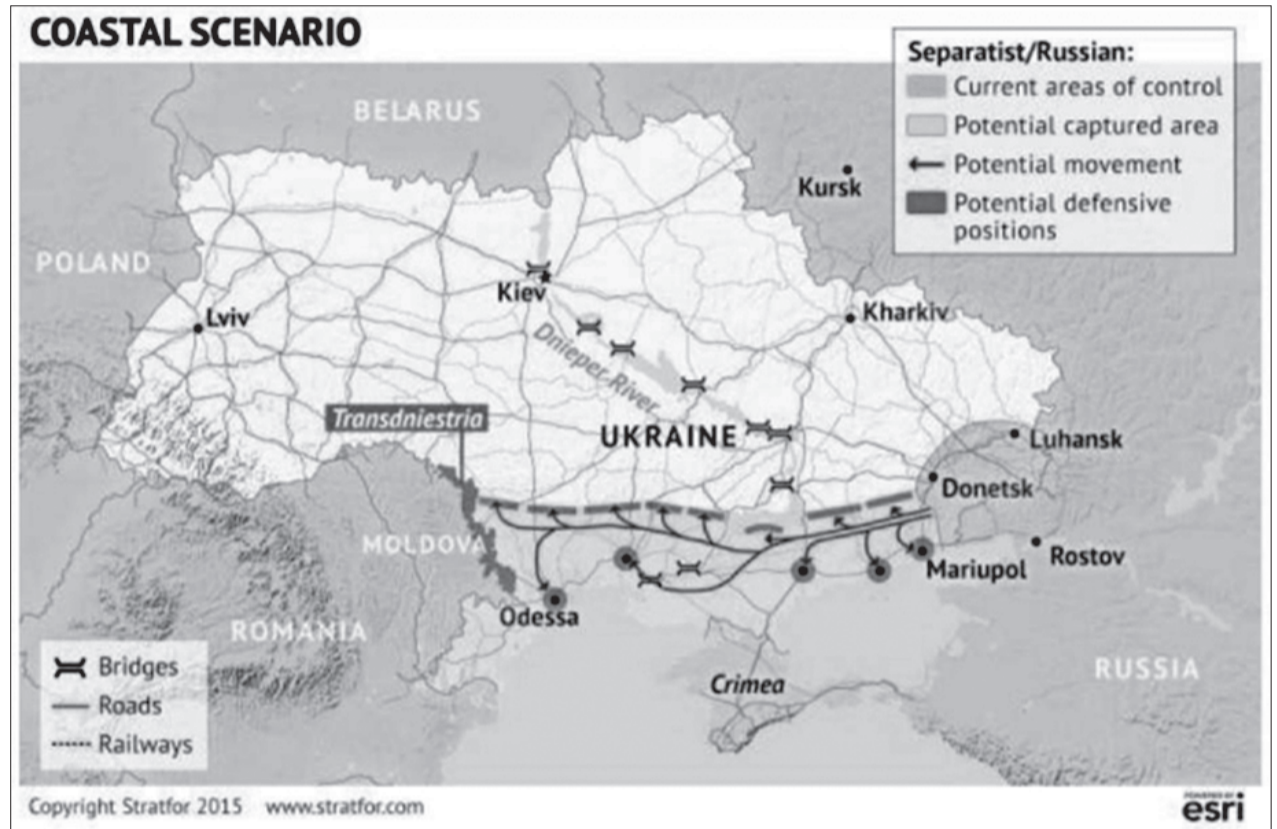 COASTAL SCENARIO
Separatist/Russian:
Current areas of control
Potential captured area
Potential movement
Potential defensive
positions
BELARUS
Kursk
POLAND
Kiev
Lviv
Kharkiv
Dnieper River
Transdniestria
UKRAINE
Luhansk
Donetsk
MOLDOVA
Rostov
Mariupol
Odessa
ROMANIA
Bridges
Roads
Railways
Crimea
RUSSIA
Copyright Stratfor 2015 www.stratfor.com
POWERED BY
esri